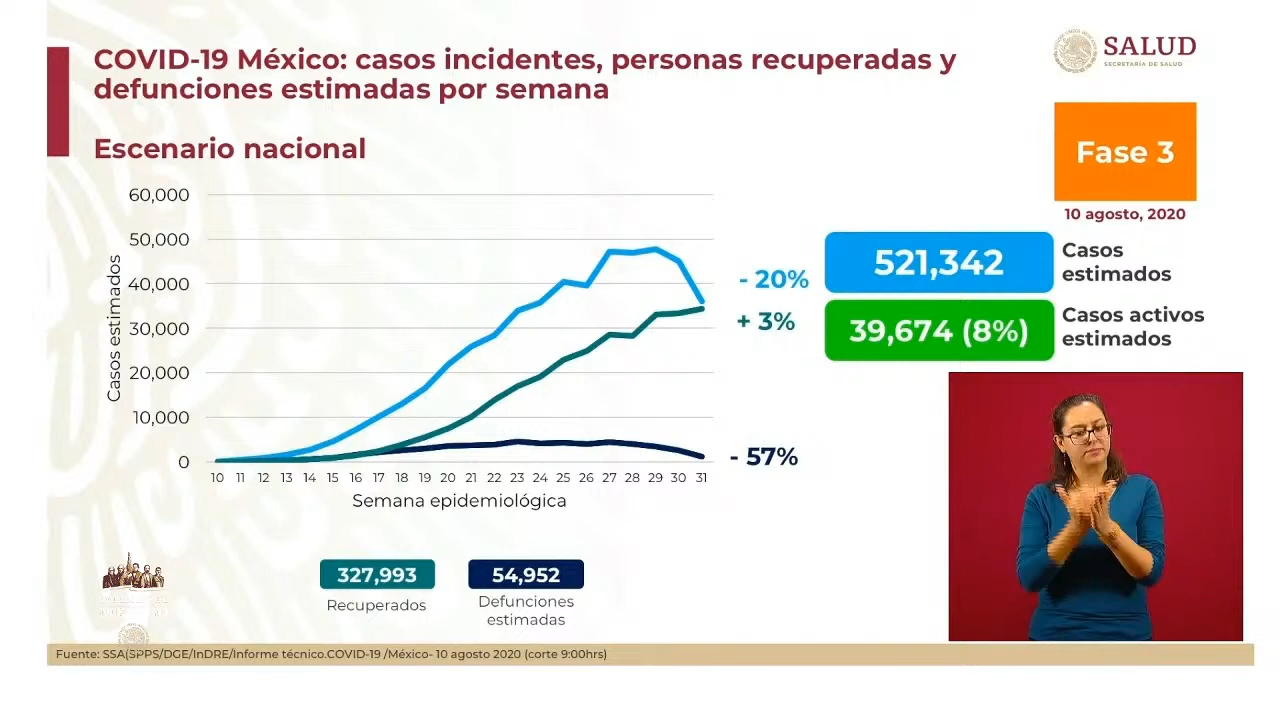 COVID-19 México: casos incidentes, personas recuperadas y
defunciones estimadas por semana
Escenario nacional
SALUD
SECRETARÍA DE SALUD
Fase 3
10 agosto, 2020
60,000
50,000
40,000
30,000
20,000
10,000
0
Casos estimados
10 11 12 13 14 15 16 17 18 19 20 21 22 23 24 25 26 27 28 29 30 31
Semana epidemiológica
- 20%
+ 3%
- 57%
521,342
Casos
estimados
39,674 (8%)
Casos activos
estimados
327,993
Recuperados
54,952
Defunciones
estimadas
Fuente: SSA(SPPS/DGE/InDRE/Informe técnico.COVID-19 /México- 10 agosto 2020 (corte 9:00hrs)